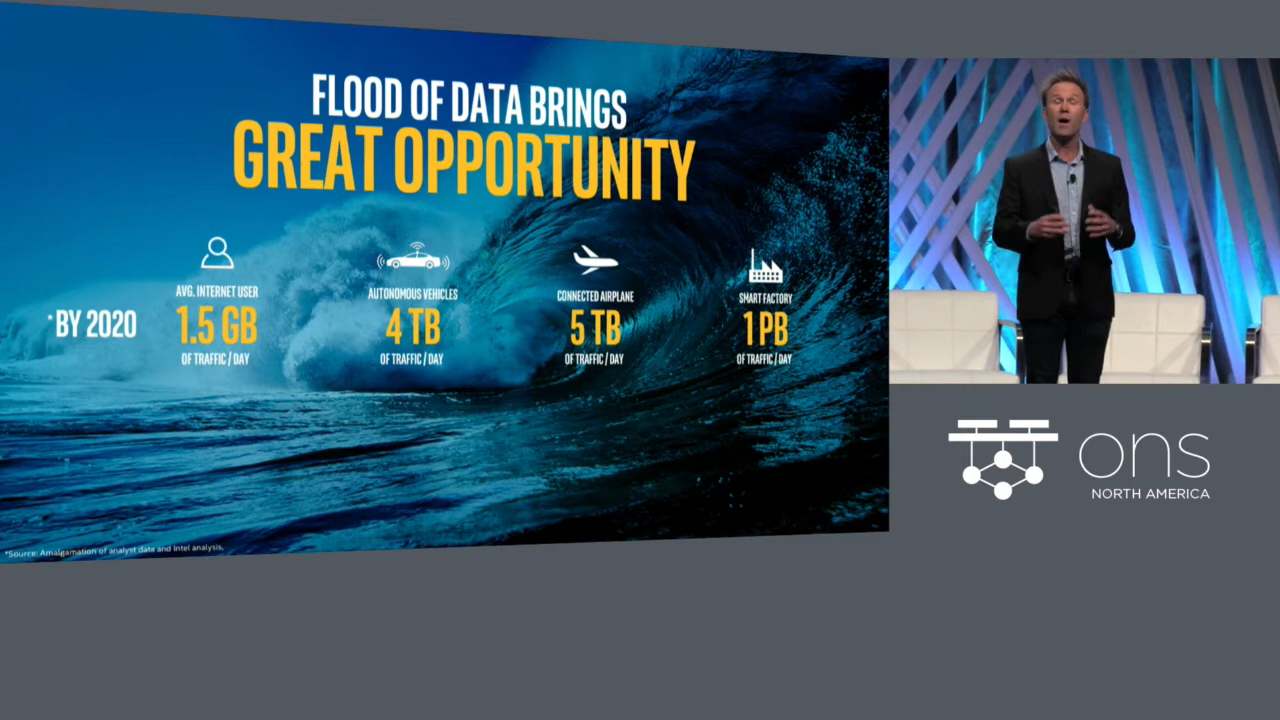 FLOOD OF DATA BRINGS
GREAT OPPORTUNITY
*BY 2020
AVG. INTERNET USER
1.5 GB
OF TRAFFIC / DAY
AUTONOMOUS VEHICLES
4 TB
OF TRAFFIC / DAY
CONNECTED AIRPLANE
5 TB
OF TRAFFIC / DAY
SMART FACTORY
1 PB
OF TRAFFIC / DAY
*Source: Amalgamation of analyst data and Intel analysis.
ons
NORTH AMERICA